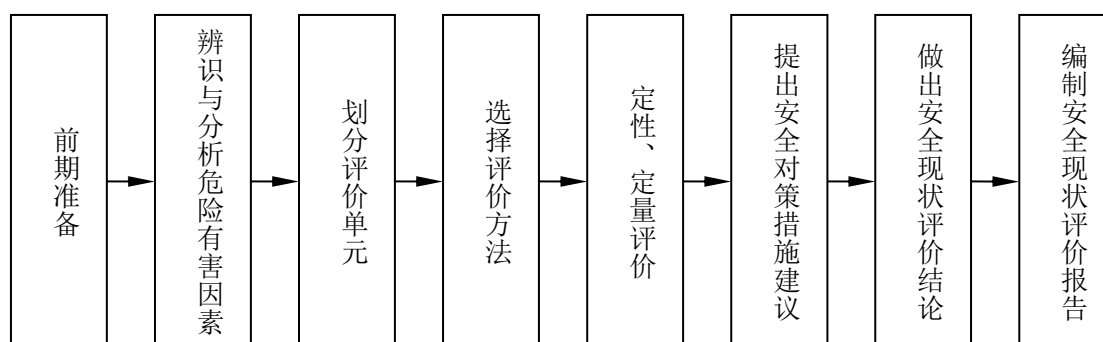 前期准备
辨识与分析危险有害因素
划分评价单元
选择评价方法
定性、定量评价
提出安全对策措施建议
做出安全现状评价结论
编制安全现状评价报告